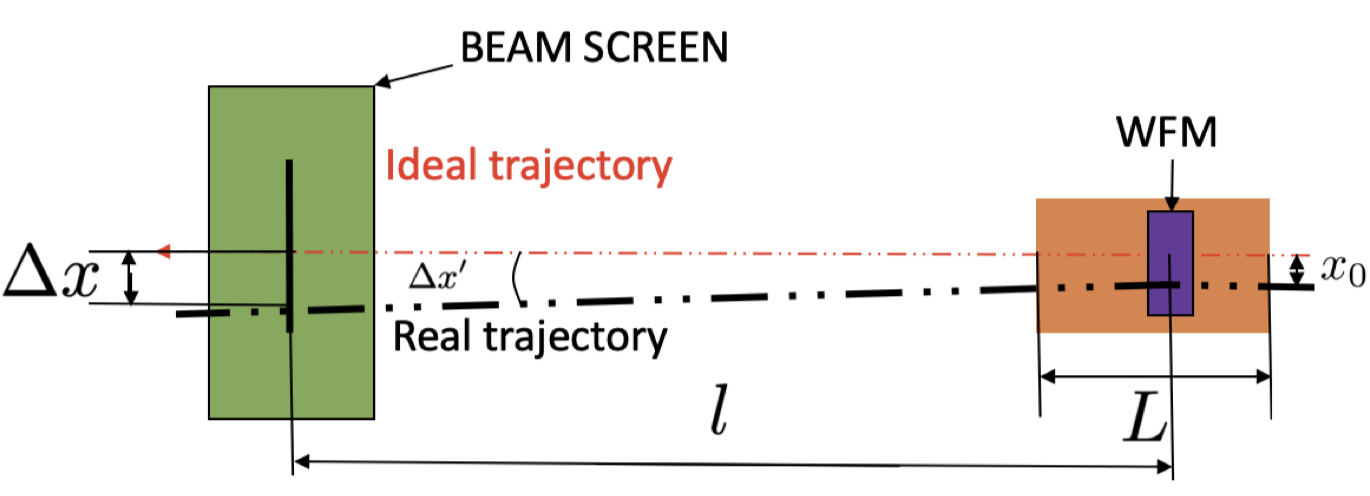 BEAM SCREEN
WFM
Ideal trajectory
Δx
Δx′
x₀
Real trajectory
l
L